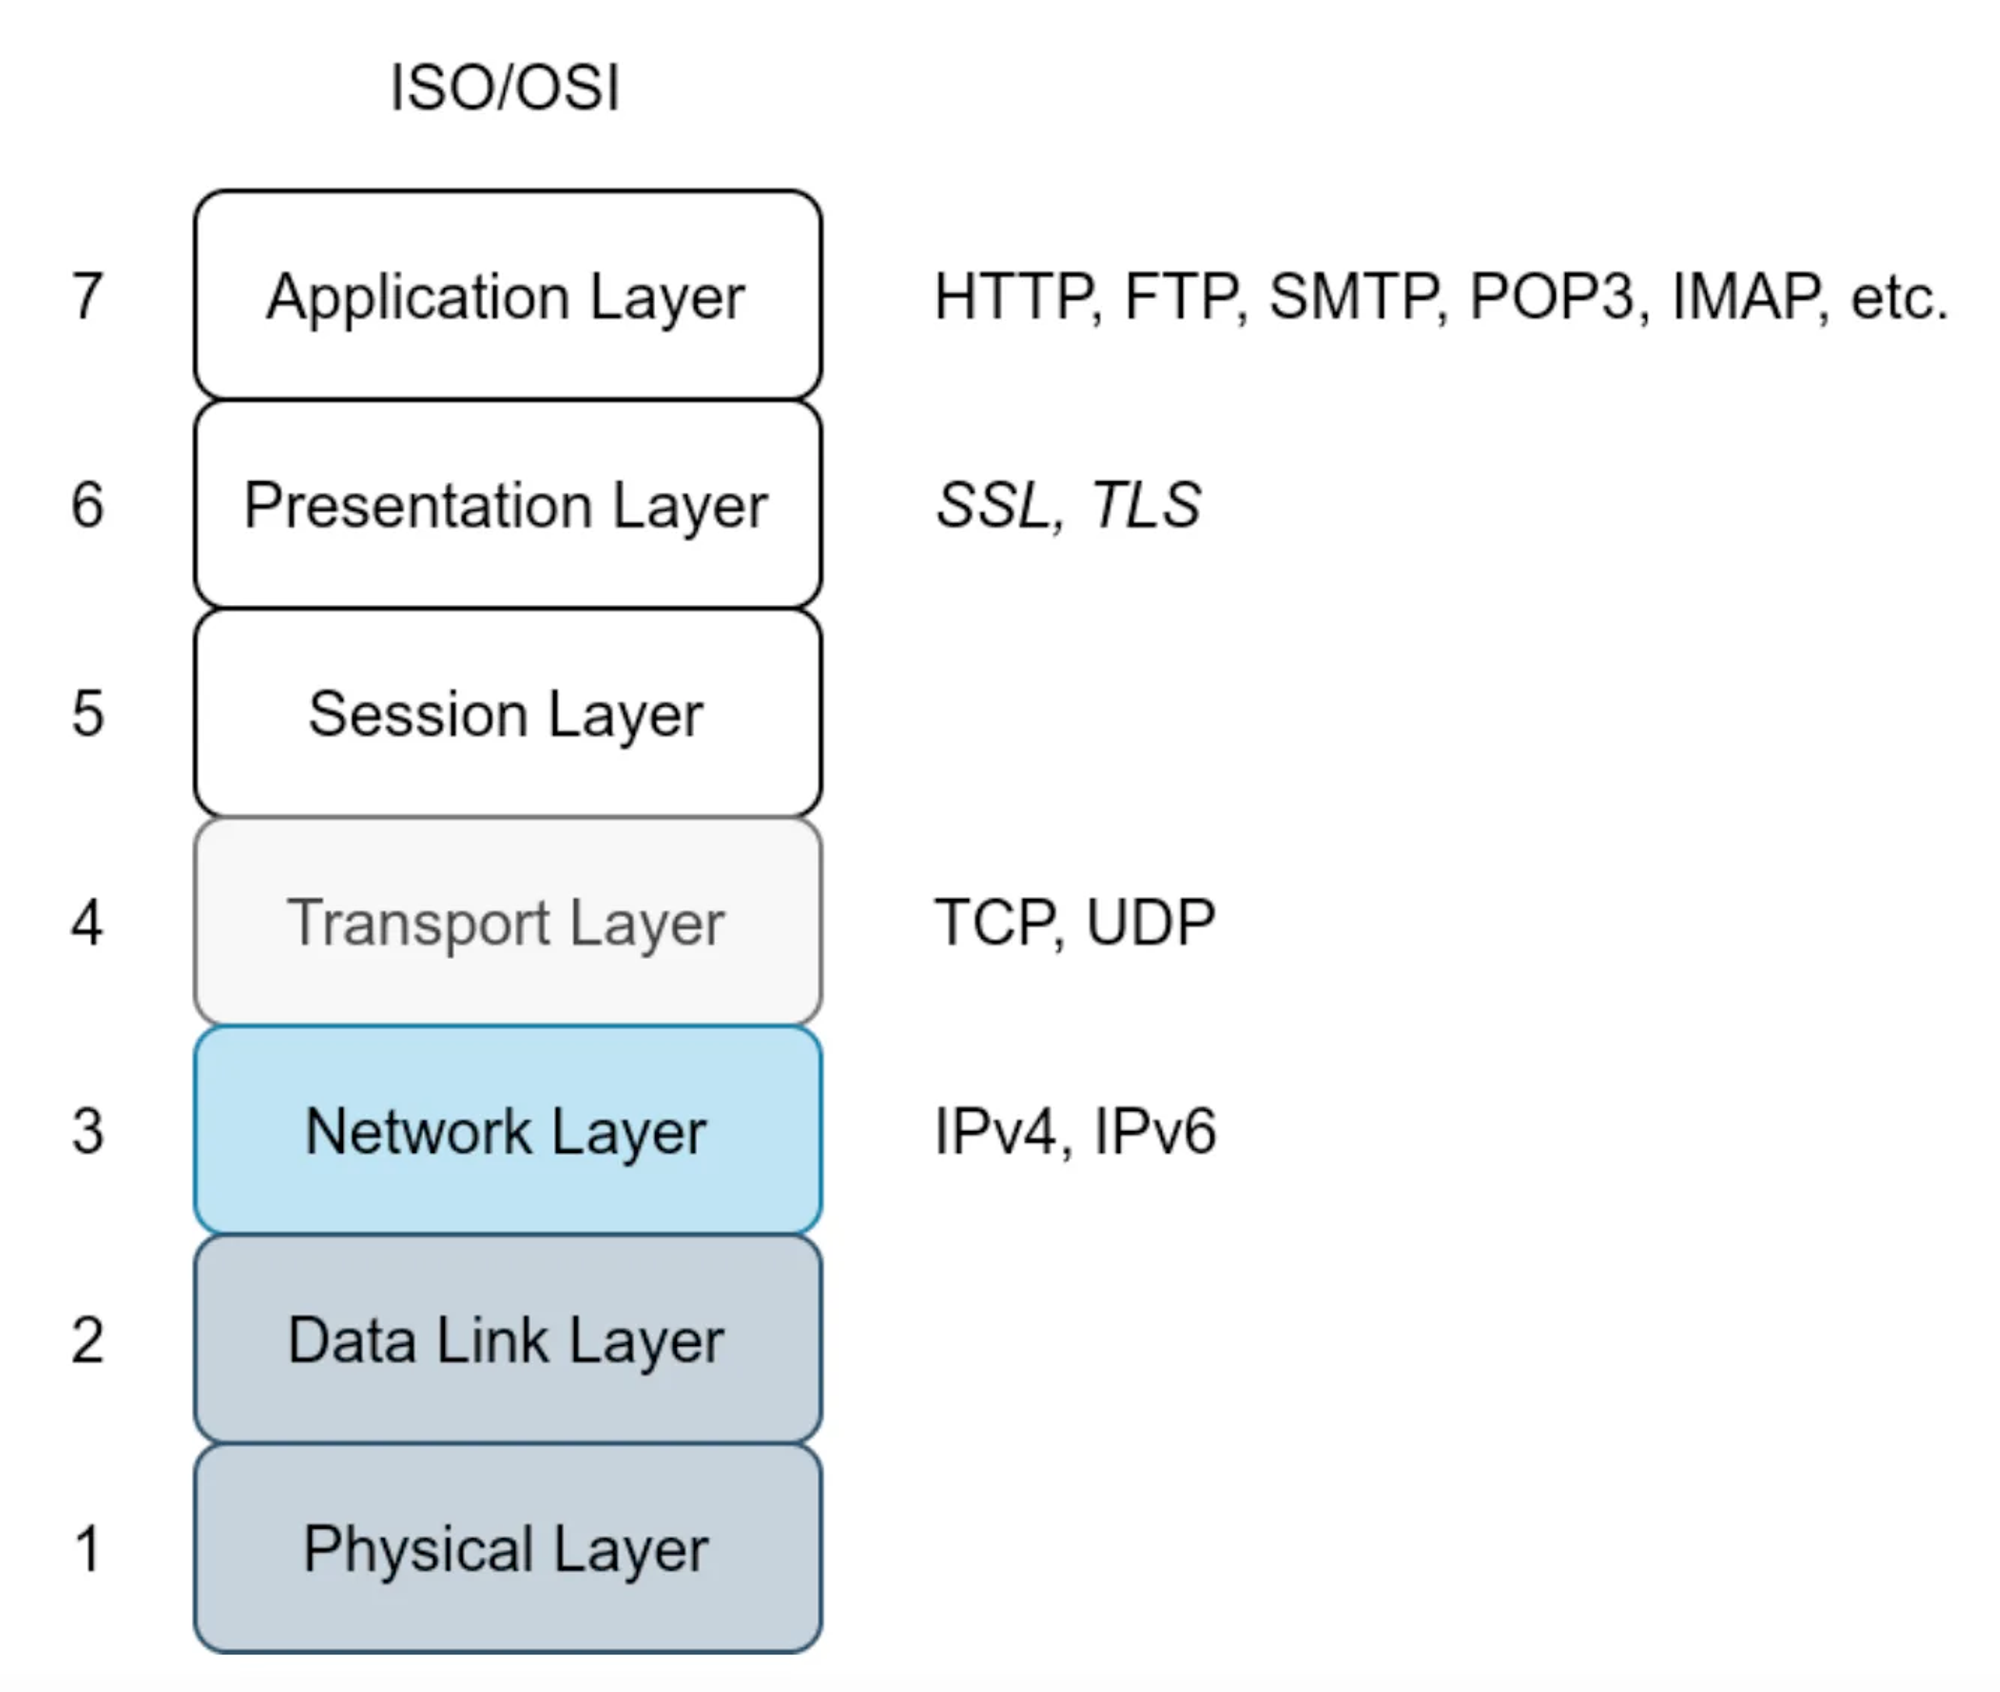 ISO/OSI
7 Application Layer HTTP, FTP, SMTP, POP3, IMAP, etc.
6 Presentation Layer SSL, TLS
5 Session Layer
4 Transport Layer TCP, UDP
3 Network Layer IPv4, IPv6
2 Data Link Layer
1 Physical Layer